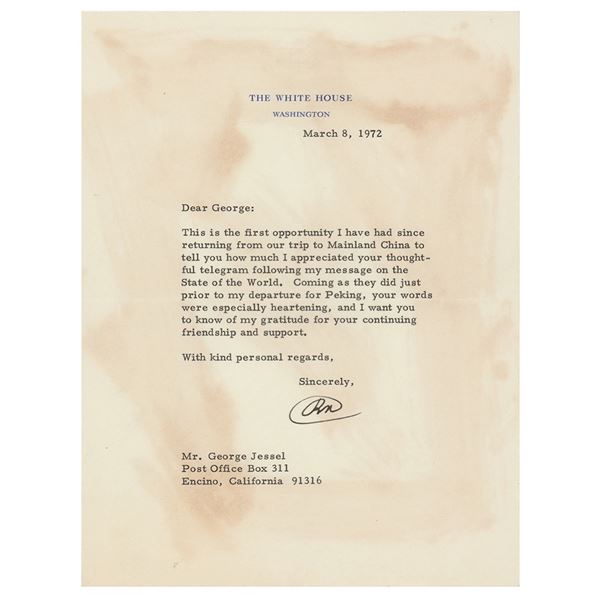 THE WHITE HOUSE
WASHINGTON
March 8, 1972
Dear George:
This is the first opportunity I have had since
returning from our trip to Mainland China to
tell you how much I appreciated your thought-
ful telegram following my message on the
State of the World.  Coming as they did just
prior to my departure for Peking, your words
were especially heartening, and I want you
to know of my gratitude for your continuing
friendship and support.
With kind personal regards,
Sincerely,
RN
Mr. George Jessel
Post Office Box 311
Encino, California  91316